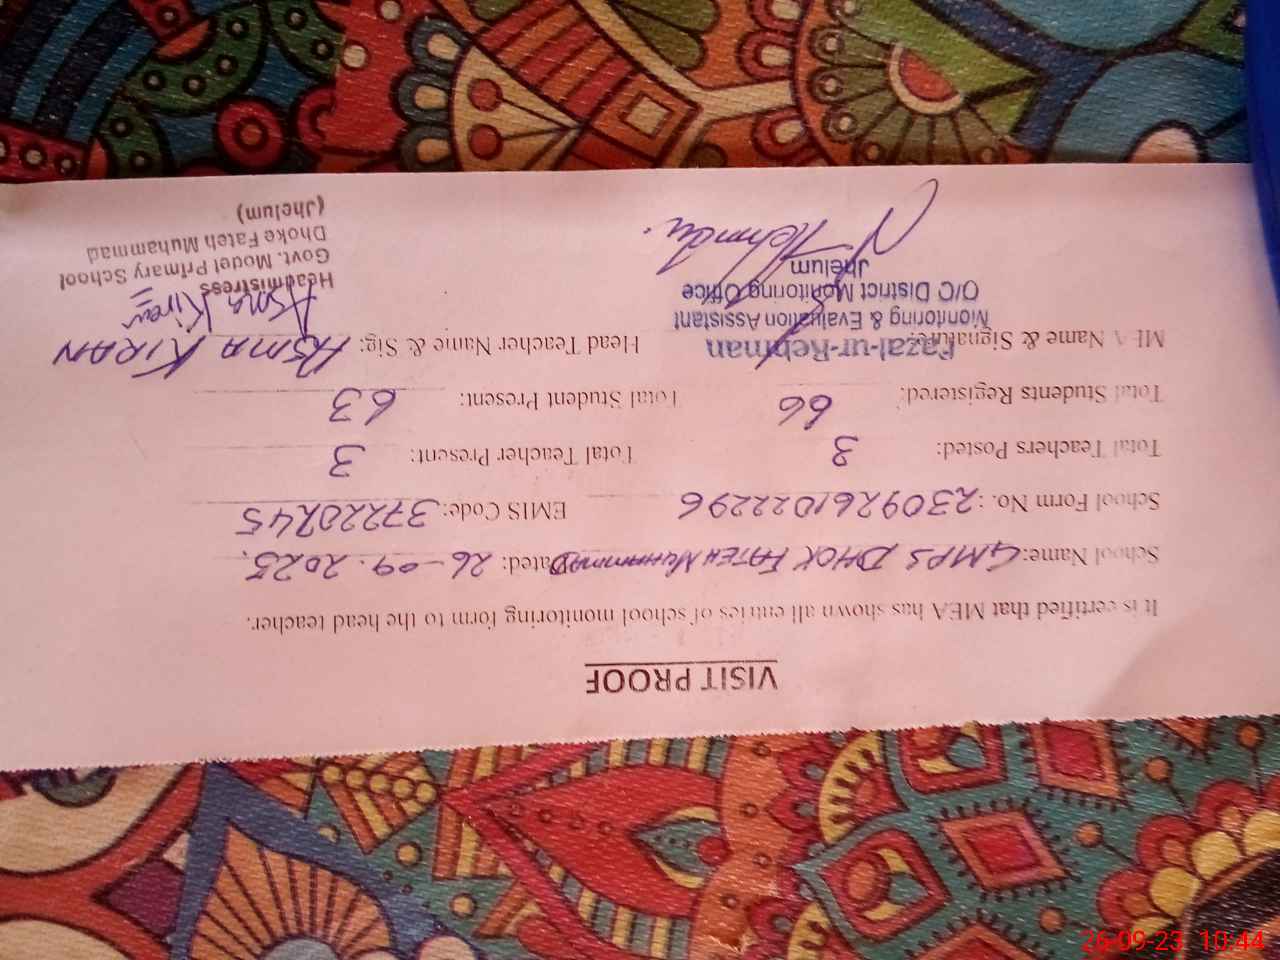 VISIT PROOF
It is certified that MEA has shown all entries of school monitoring form to the head teacher.
School Name: GMPS DHOK FATEH MUHAMMAD Dated: 26-09.2023.
School Form No. : 230926102296 EMIS Code: 37220245
Total Teachers Posted: 3 Total Teacher Present: 3
Total Students Registered: 66 Total Student Present: 63
MEA Name & Signature: Fazal-ur-Rehman Head Teacher Name & Sig: ASMA KIRAN
Monitoring & Evaluation Assistant
O/C District Monitoring Office
Jhelum
Asma Kiran
Headmistress
Govt. Model Primary School
Dhoke Fateh Muhammad
(Jhelum)
26-09-23 10:44